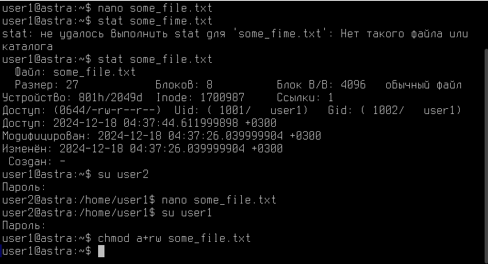 user1@astra:~$ nano some_file.txt
user1@astra:~$ stat some_fime.txt
stat: не удалось выполнить stat для 'some_fime.txt': Нет такого файла или
каталога
user1@astra:~$ stat some_file.txt
Файл: some_file.txt
Размер: 27 Блоков: 8 Блок В/В: 4096 обычный файл
Устройство: 801h/2049d Inode: 1700987 Ссылки: 1
Доступ: (0644/-rw-r--r--) Uid: ( 1001/ user1) Gid: ( 1002/ user1)
Доступ: 2024-12-18 04:37:44.611999898 +0300
Модифицирован: 2024-12-18 04:37:26.039999904 +0300
Изменён: 2024-12-18 04:37:26.039999904 +0300
Создан: -
user1@astra:~$ su user2
Пароль:
user2@astra:/home/user1$ nano some_file.txt
user2@astra:/home/user1$ su user1
Пароль:
user1@astra:~$ chmod a+rw some_file.txt
user1@astra:~$